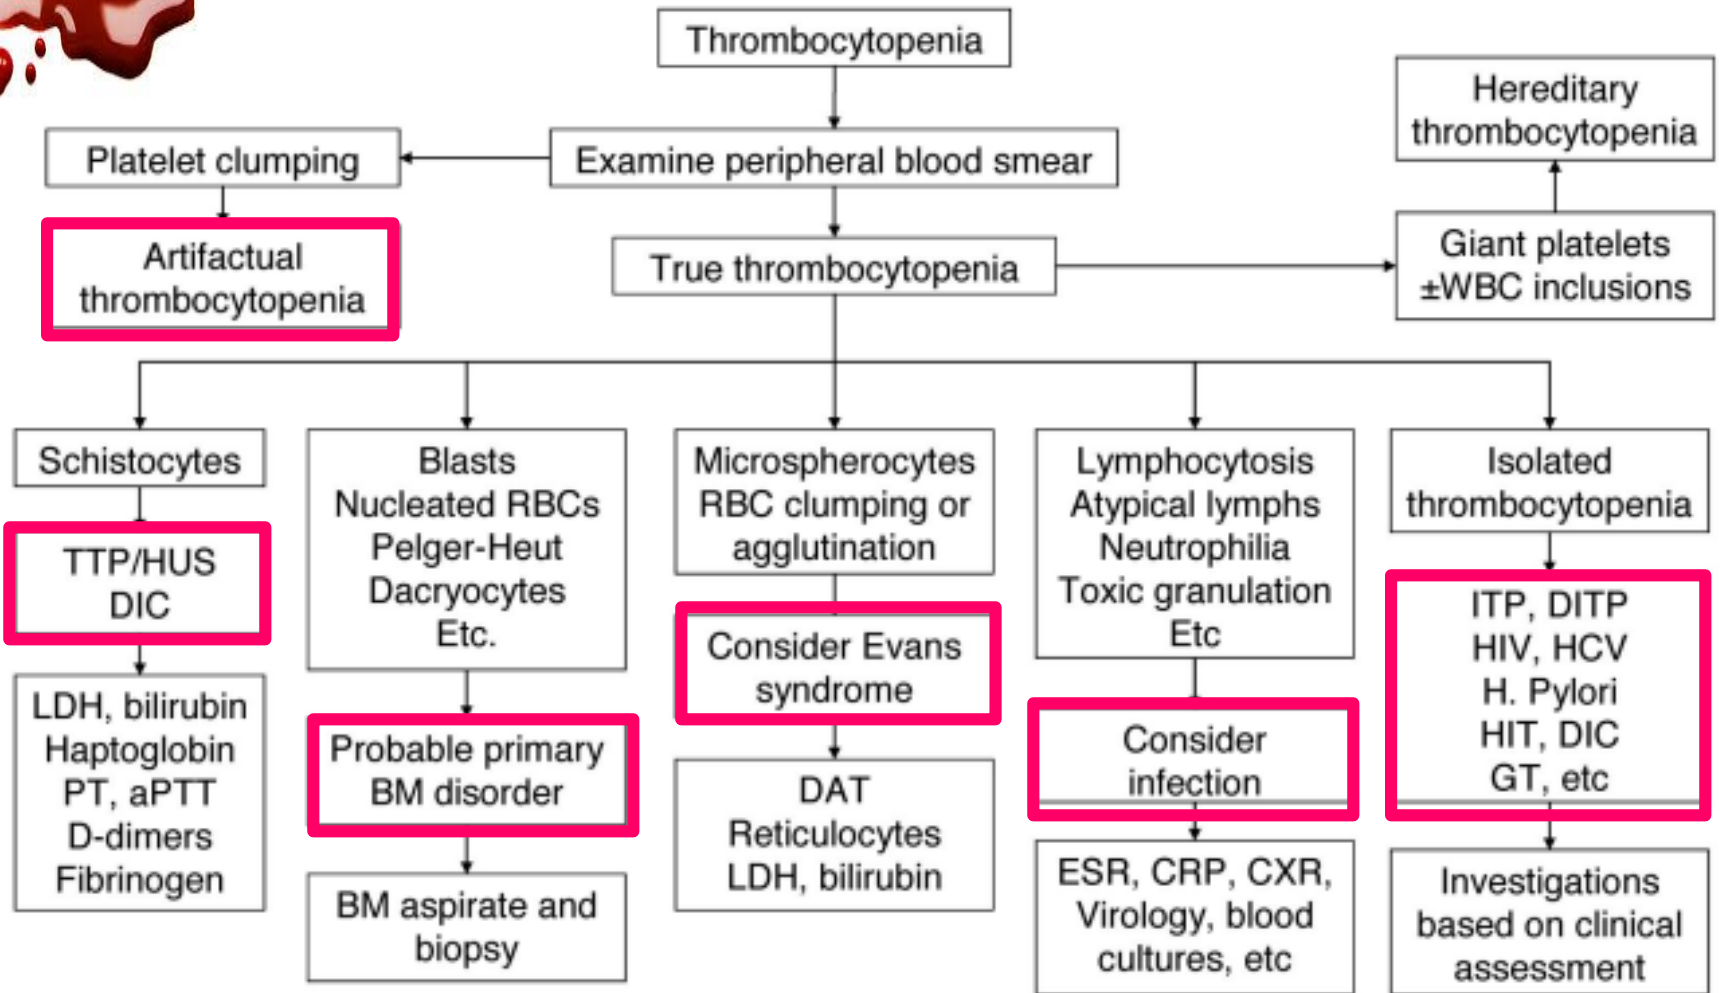 Thrombocytopenia
Hereditary
thrombocytopenia
Platelet clumping
Examine peripheral blood smear
Artifactual
thrombocytopenia
True thrombocytopenia
Giant platelets
±WBC inclusions
Schistocytes
TTP/HUS
DIC
LDH, bilirubin
Haptoglobin
PT, aPTT
D-dimers
Fibrinogen
Blasts
Nucleated RBCs
Pelger-Heut
Dacryocytes
Etc.
Probable primary
BM disorder
BM aspirate and
biopsy
Microspherocytes
RBC clumping or
agglutination
Consider Evans
syndrome
DAT
Reticulocytes
LDH, bilirubin
Lymphocytosis
Atypical lymphs
Neutrophilia
Toxic granulation
Etc
Consider
infection
ESR, CRP, CXR,
Virology, blood
cultures, etc
Isolated
thrombocytopenia
ITP, DITP
HIV, HCV
H. Pylori
HIT, DIC
GT, etc
Investigations
based on clinical
assessment